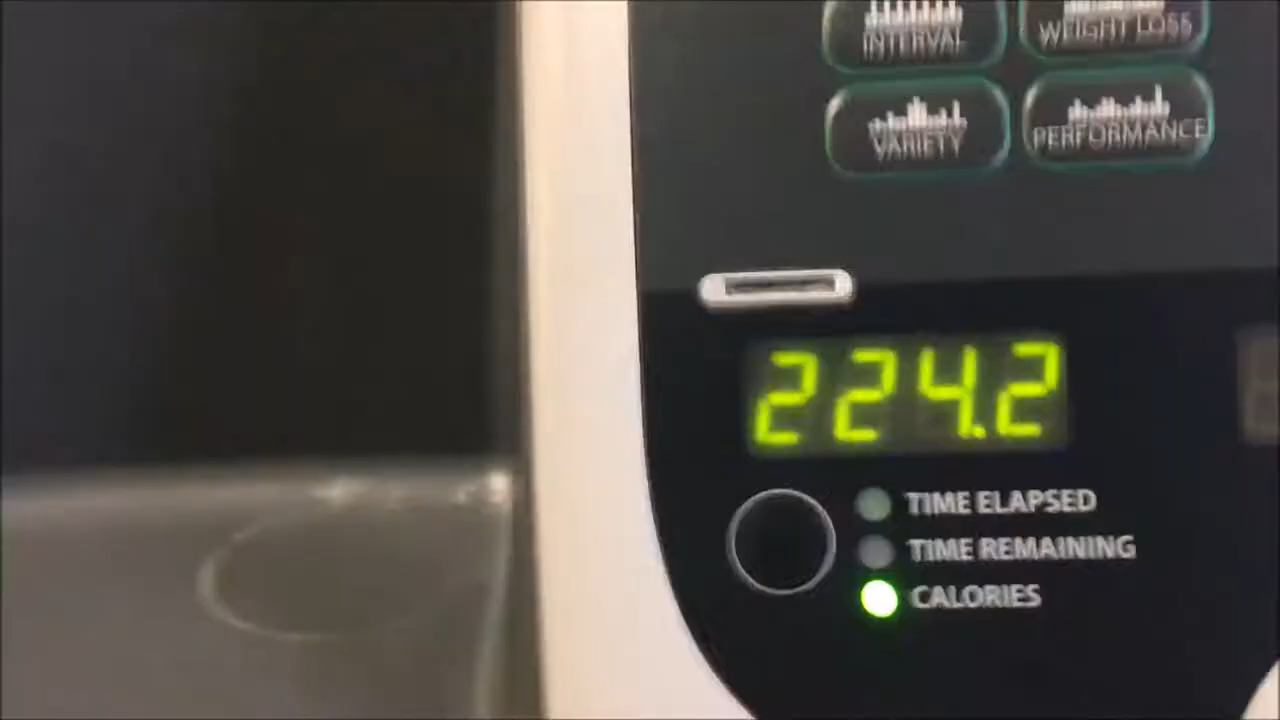 INTERVAL WEIGHT LOSS
VARIETY PERFORMANCE
224.2
TIME ELAPSED
TIME REMAINING
CALORIES